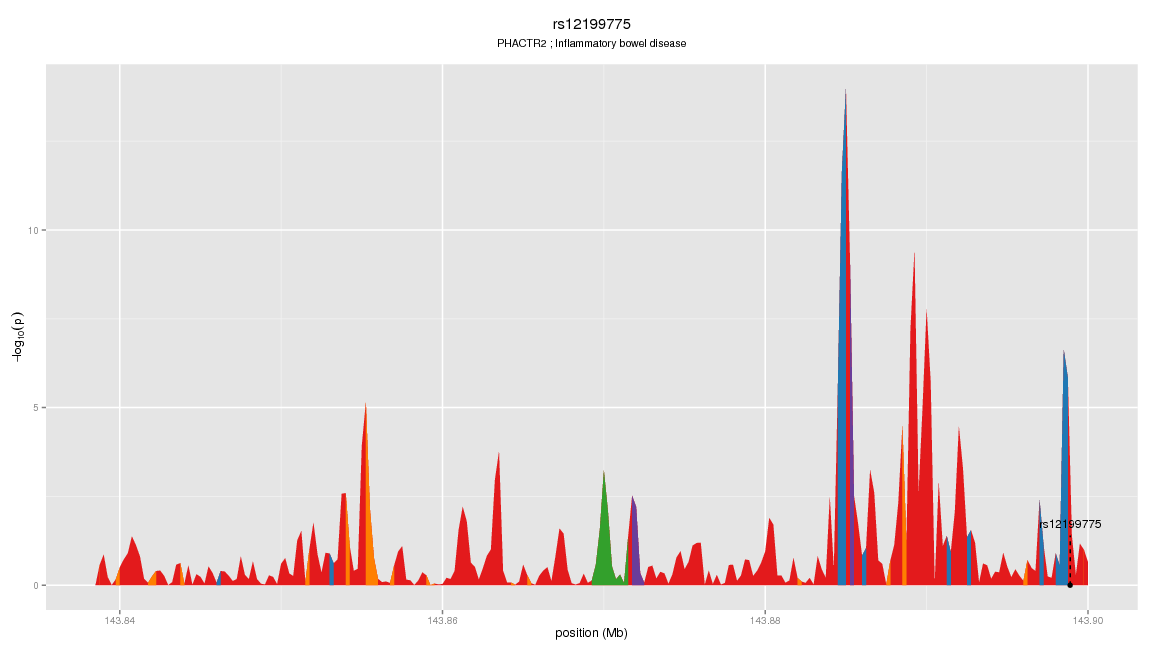 rs12199775
PHACTR2 ; Inflammatory bowel disease
−log10(p)
10
5
0
rs12199775
143.84 143.86 143.88 143.90
position (Mb)